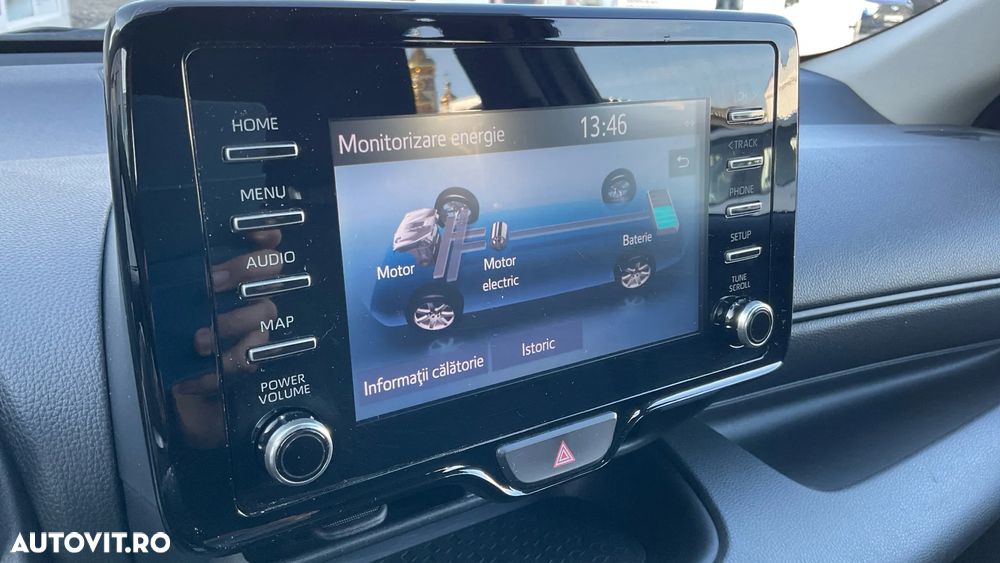 HOME
MENU
AUDIO
MAP
POWER
VOLUME
Monitorizare energie
13:46
Motor
Motor
electric
Baterie
Informaţii călătorie
Istoric
<TRACK
PHONE
SETUP
TUNE
SCROLL
AUTOVIT.RO